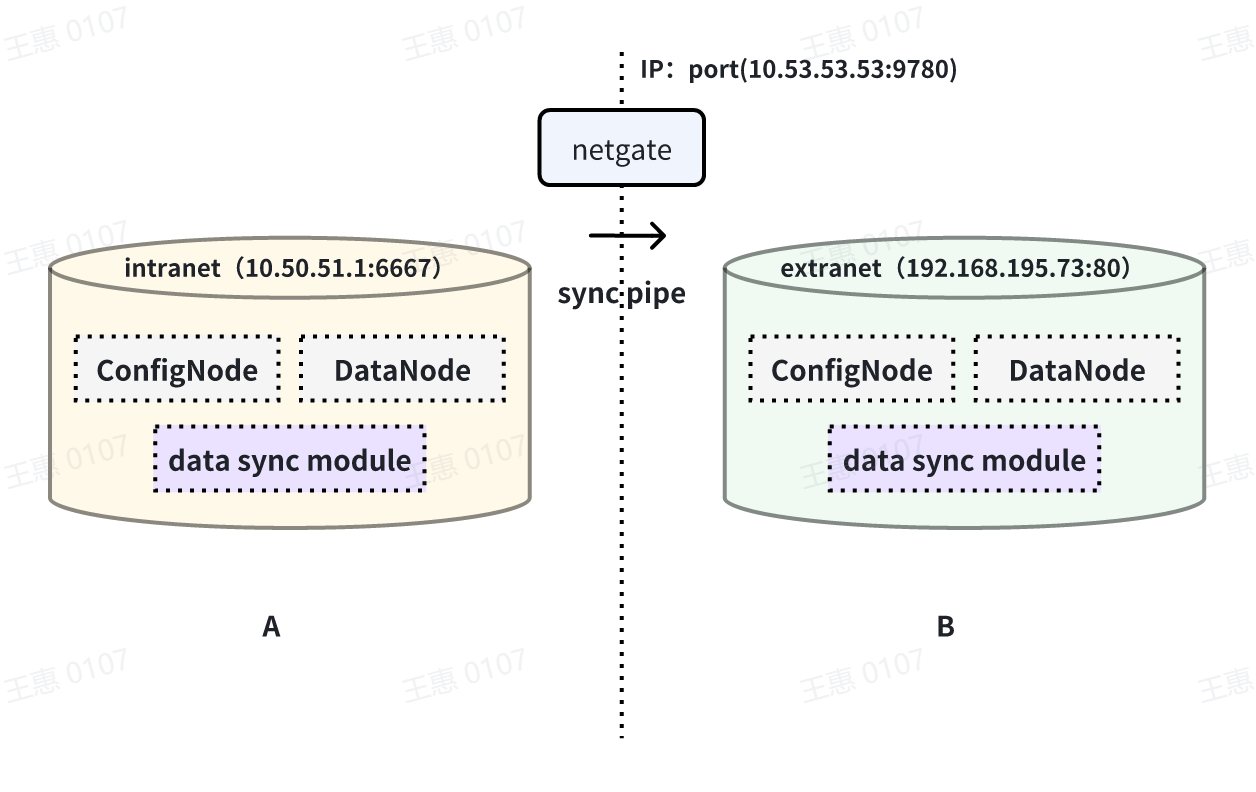 王惠 0107
王惠 0107
王惠 0107
王惠
IP：port(10.53.53.53:9780)
netgate
王惠 0107
王惠 0107
王惠 0107
王惠
intranet（10.50.51.1:6667）
extranet（192.168.195.73:80）
sync pipe
ConfigNode
DataNode
ConfigNode
DataNode
王惠 0107
王惠 0107
王惠 0107
王惠
data sync module
data sync module
A
B
王惠 0107
王惠 0107
王惠 0107
王惠